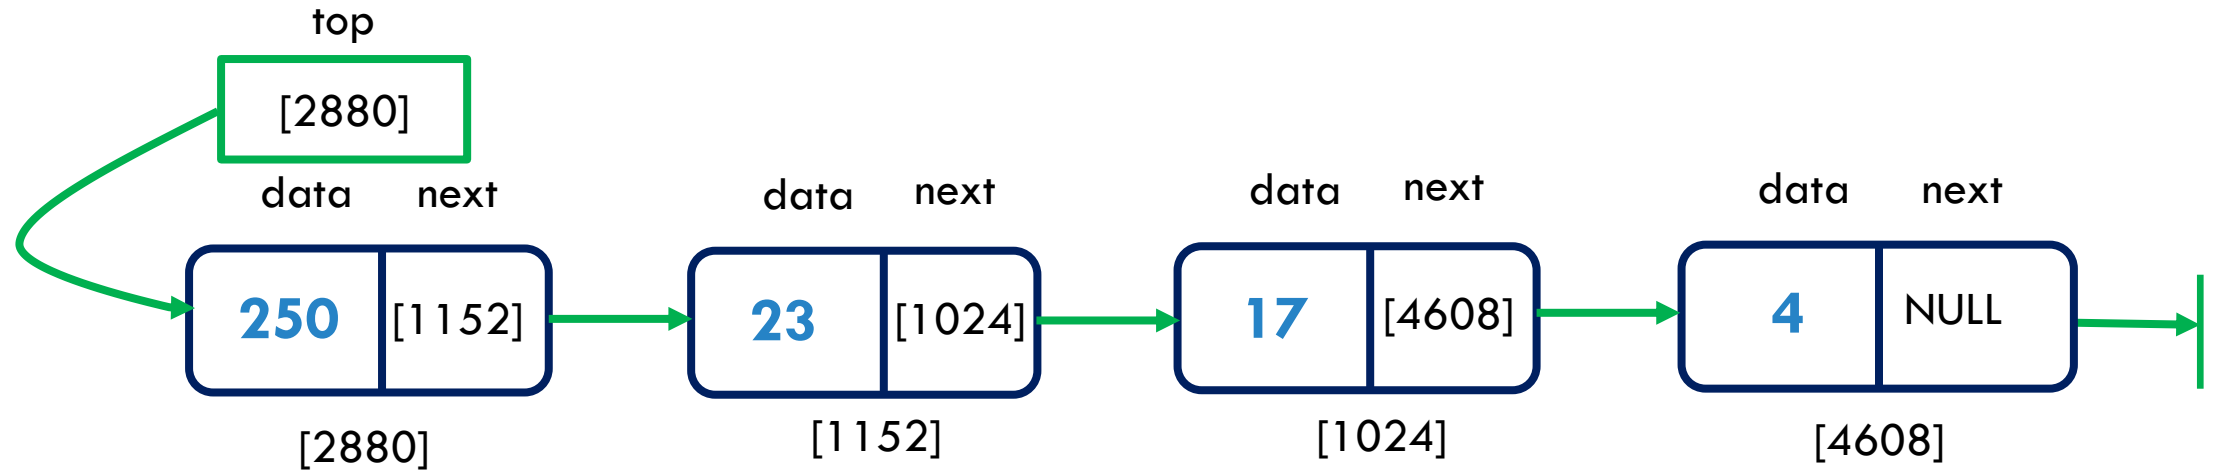 top
[2880]
data next data next data next data next
250 [1152] 23 [1024] 17 [4608] 4 NULL
[2880] [1152] [1024] [4608]